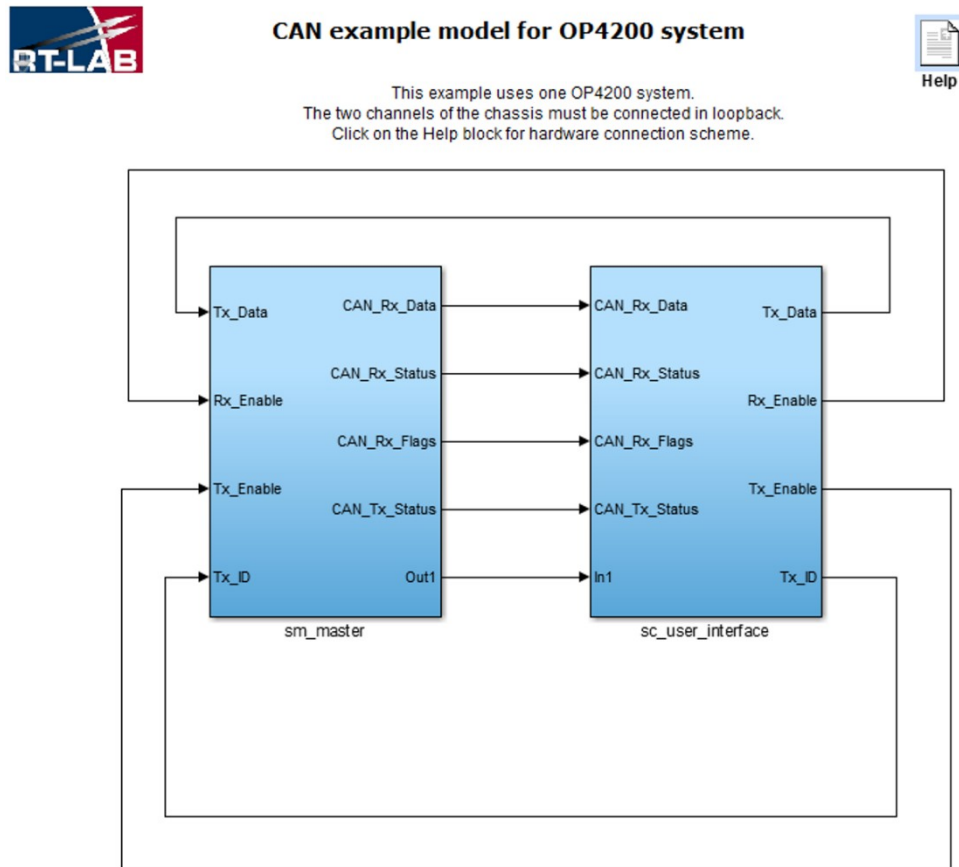 RT-LAB
CAN example model for OP4200 system
Help
This example uses one OP4200 system.
The two channels of the chassis must be connected in loopback.
Click on the Help block for hardware connection scheme.
Tx_Data
Rx_Enable
Tx_Enable
Tx_ID
CAN_Rx_Data
CAN_Rx_Status
CAN_Rx_Flags
CAN_Tx_Status
Out1
sm_master
CAN_Rx_Data
CAN_Rx_Status
CAN_Rx_Flags
CAN_Tx_Status
In1
Tx_Data
Rx_Enable
Tx_Enable
Tx_ID
sc_user_interface